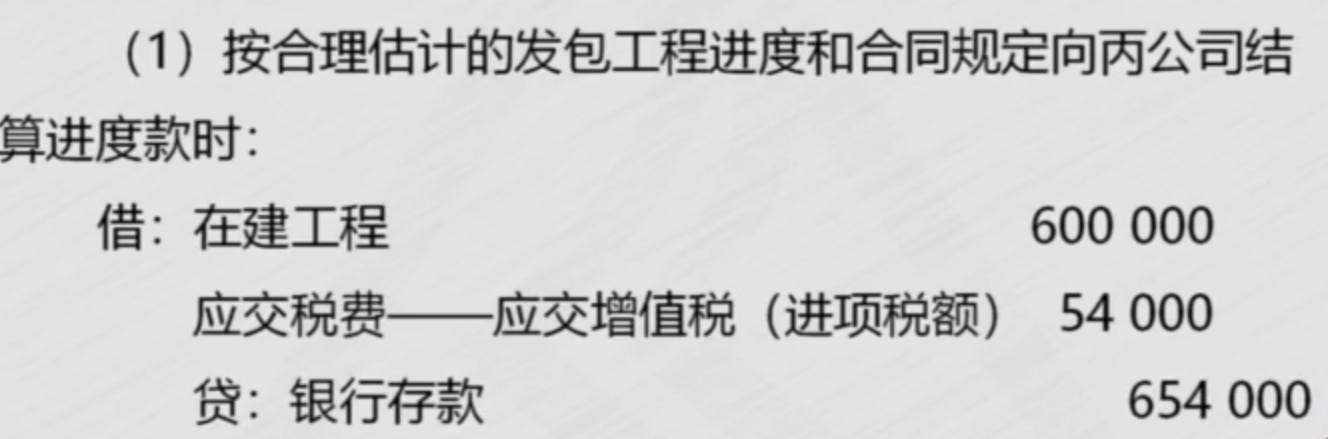 （1）按合理估计的发包工程进度和合同规定向丙公司结
算进度款时：
借：在建工程 600 000
应交税费——应交增值税（进项税额） 54 000
贷：银行存款 654 000